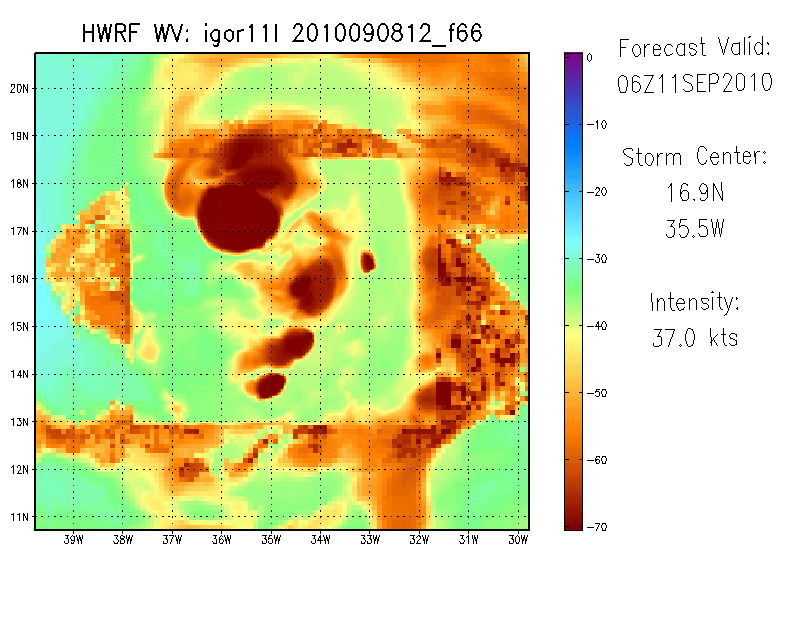 HWRF WV: igor11l 2010090812_f66
Forecast Valid:
06Z11SEP2010
Storm Center:
16.9N
35.5W
Intensity:
37.0 kts
20N
19N
18N
17N
16N
15N
14N
13N
12N
11N
39W 38W 37W 36W 35W 34W 33W 32W 31W 30W
0
-10
-20
-30
-40
-50
-60
-70